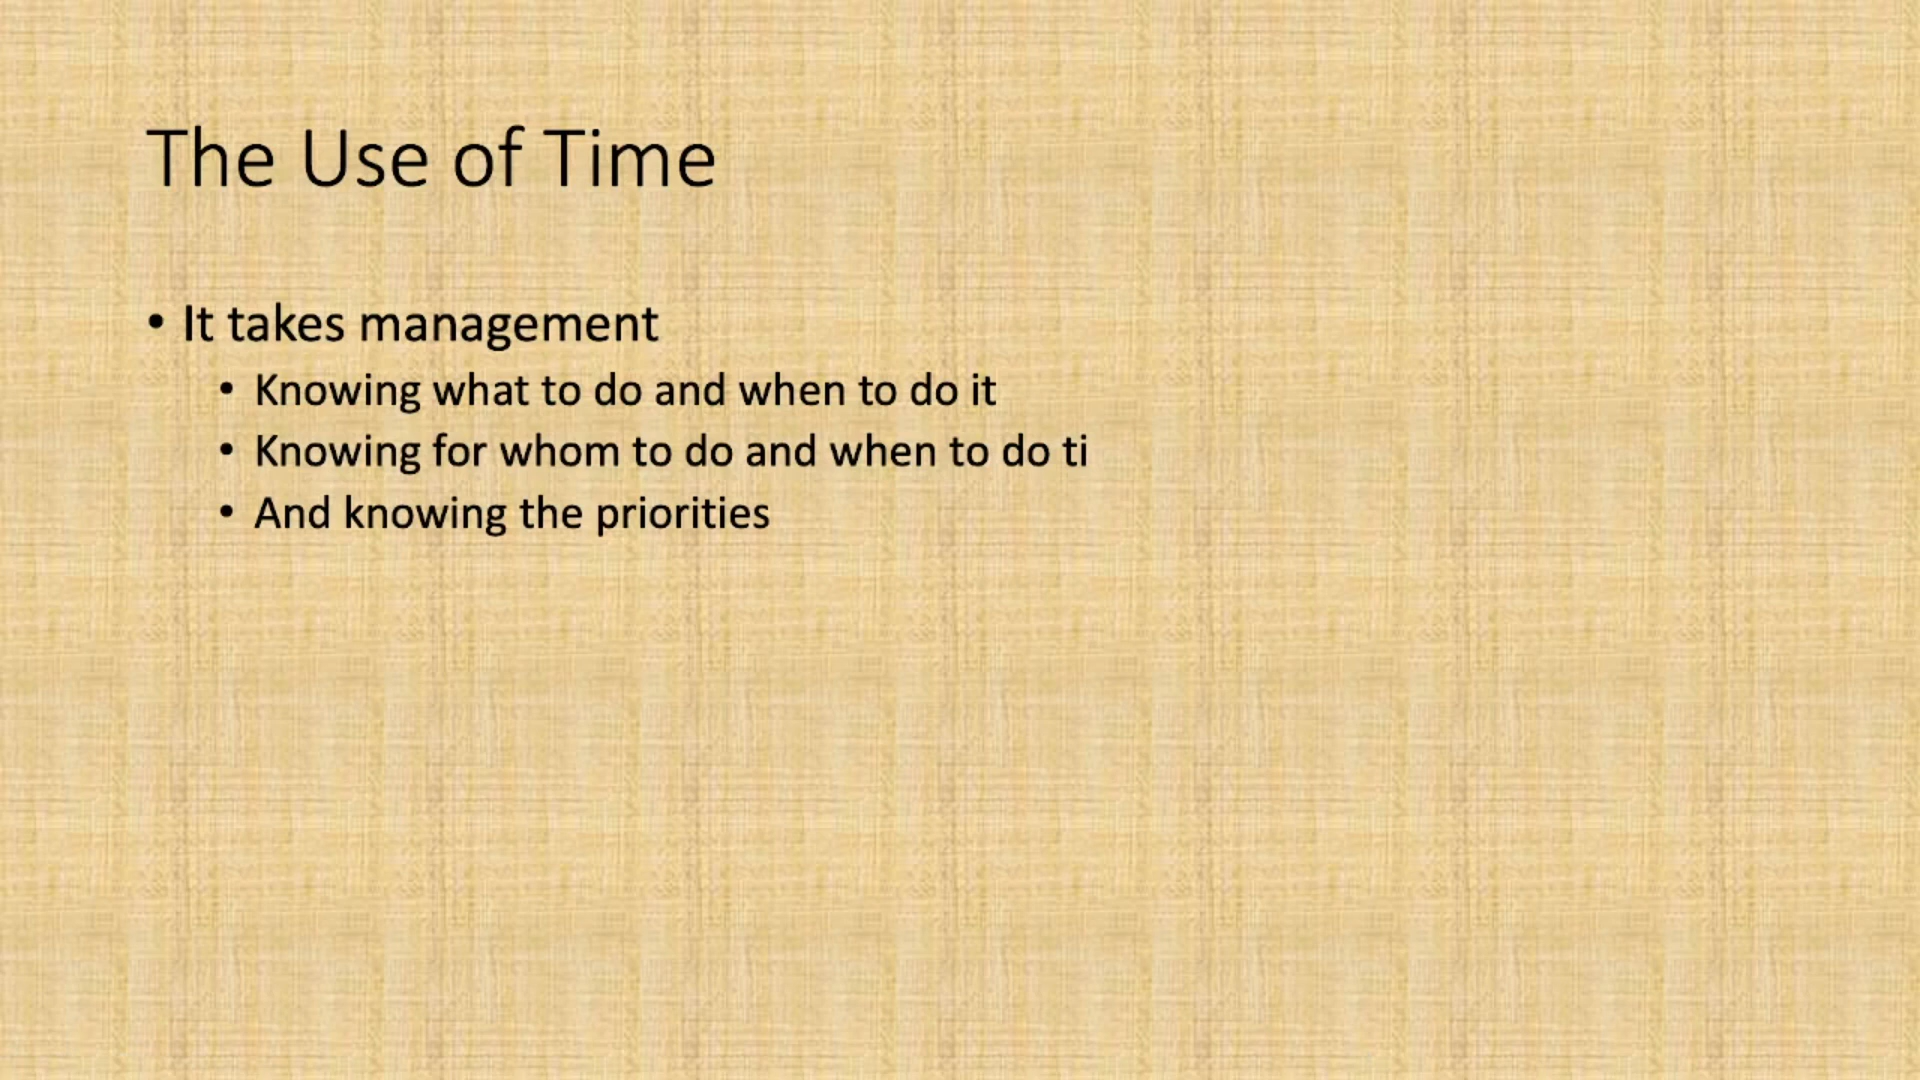 The Use of Time
• It takes management
• Knowing what to do and when to do it
• Knowing for whom to do and when to do ti
• And knowing the priorities